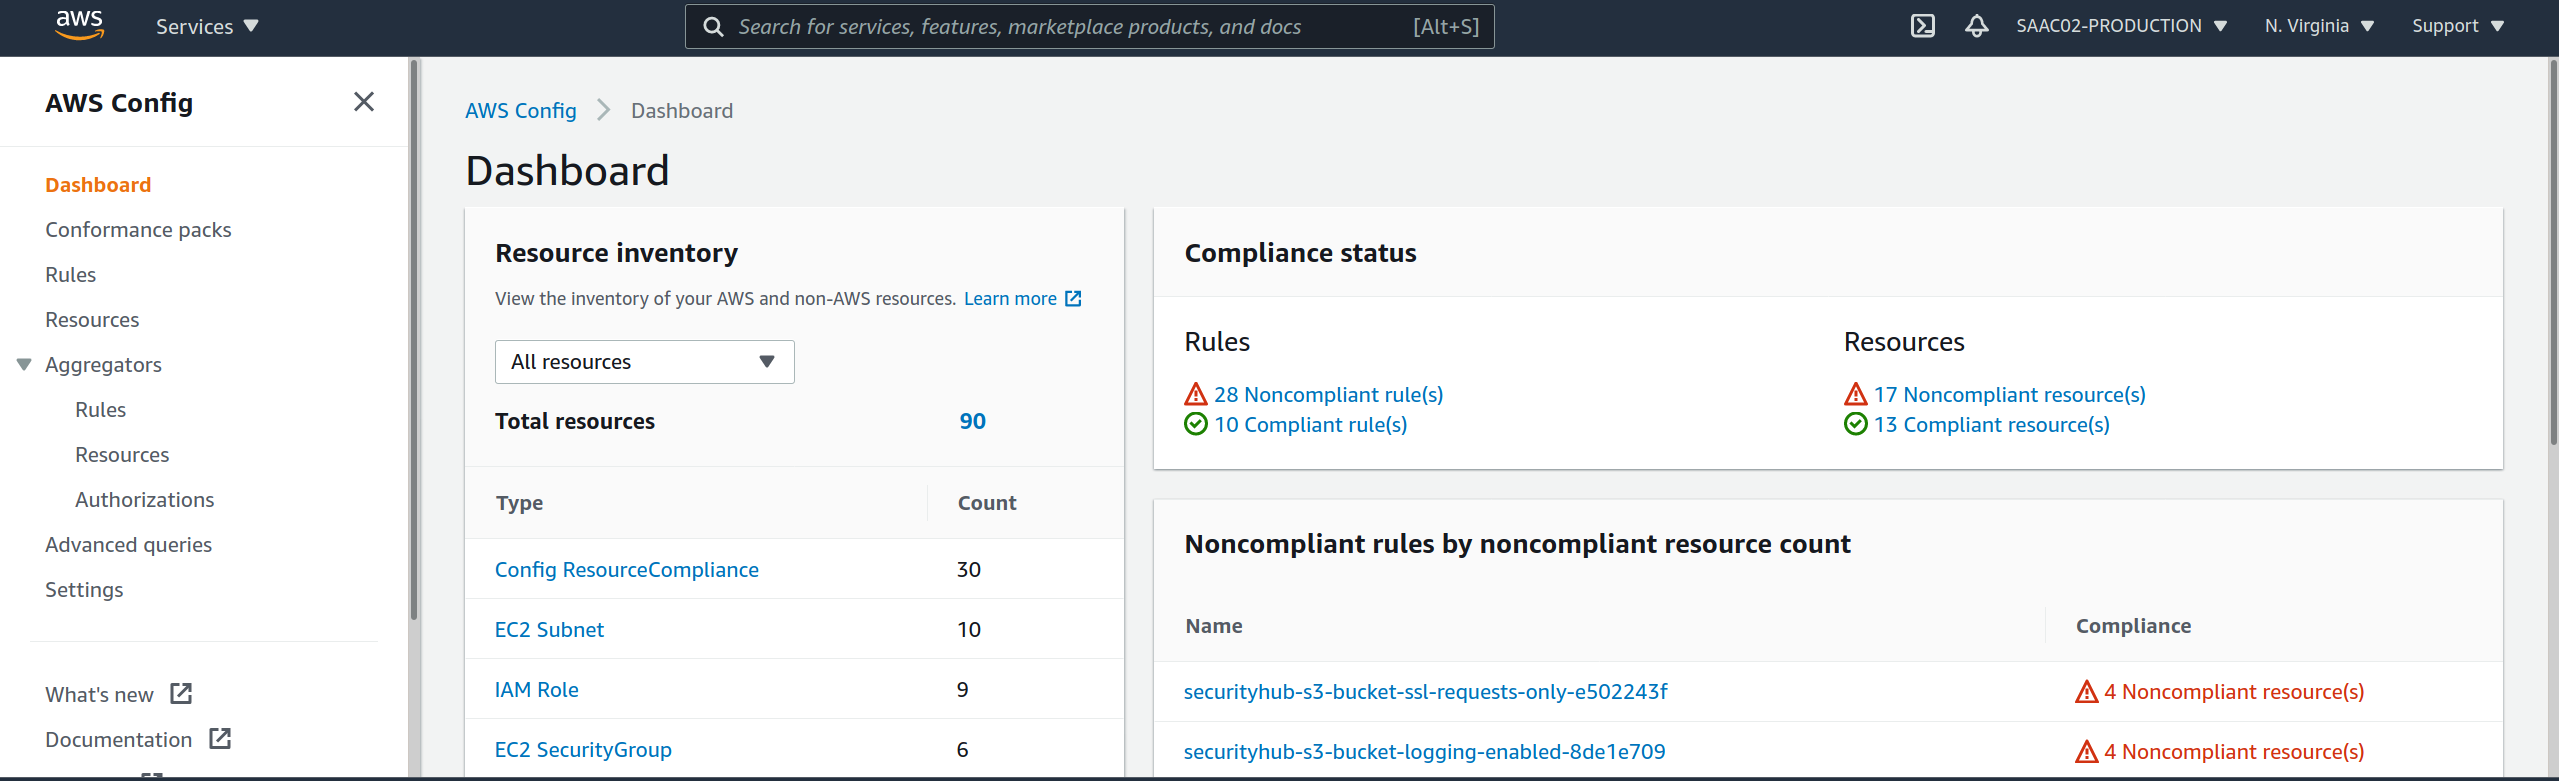 aws
Services
Search for services, features, marketplace products, and docs [Alt+S]
SAAC02-PRODUCTION
N. Virginia
Support
AWS Config
Dashboard
Conformance packs
Rules
Resources
Aggregators
Rules
Resources
Authorizations
Advanced queries
Settings
What's new
Documentation
AWS Config Dashboard
Dashboard
Resource inventory
View the inventory of your AWS and non-AWS resources. Learn more
All resources
Total resources 90
Type Count
Config ResourceCompliance 30
EC2 Subnet 10
IAM Role 9
EC2 SecurityGroup 6
Compliance status
Rules
28 Noncompliant rule(s)
10 Compliant rule(s)
Resources
17 Noncompliant resource(s)
13 Compliant resource(s)
Noncompliant rules by noncompliant resource count
Name Compliance
securityhub-s3-bucket-ssl-requests-only-e502243f 4 Noncompliant resource(s)
securityhub-s3-bucket-logging-enabled-8de1e709 4 Noncompliant resource(s)